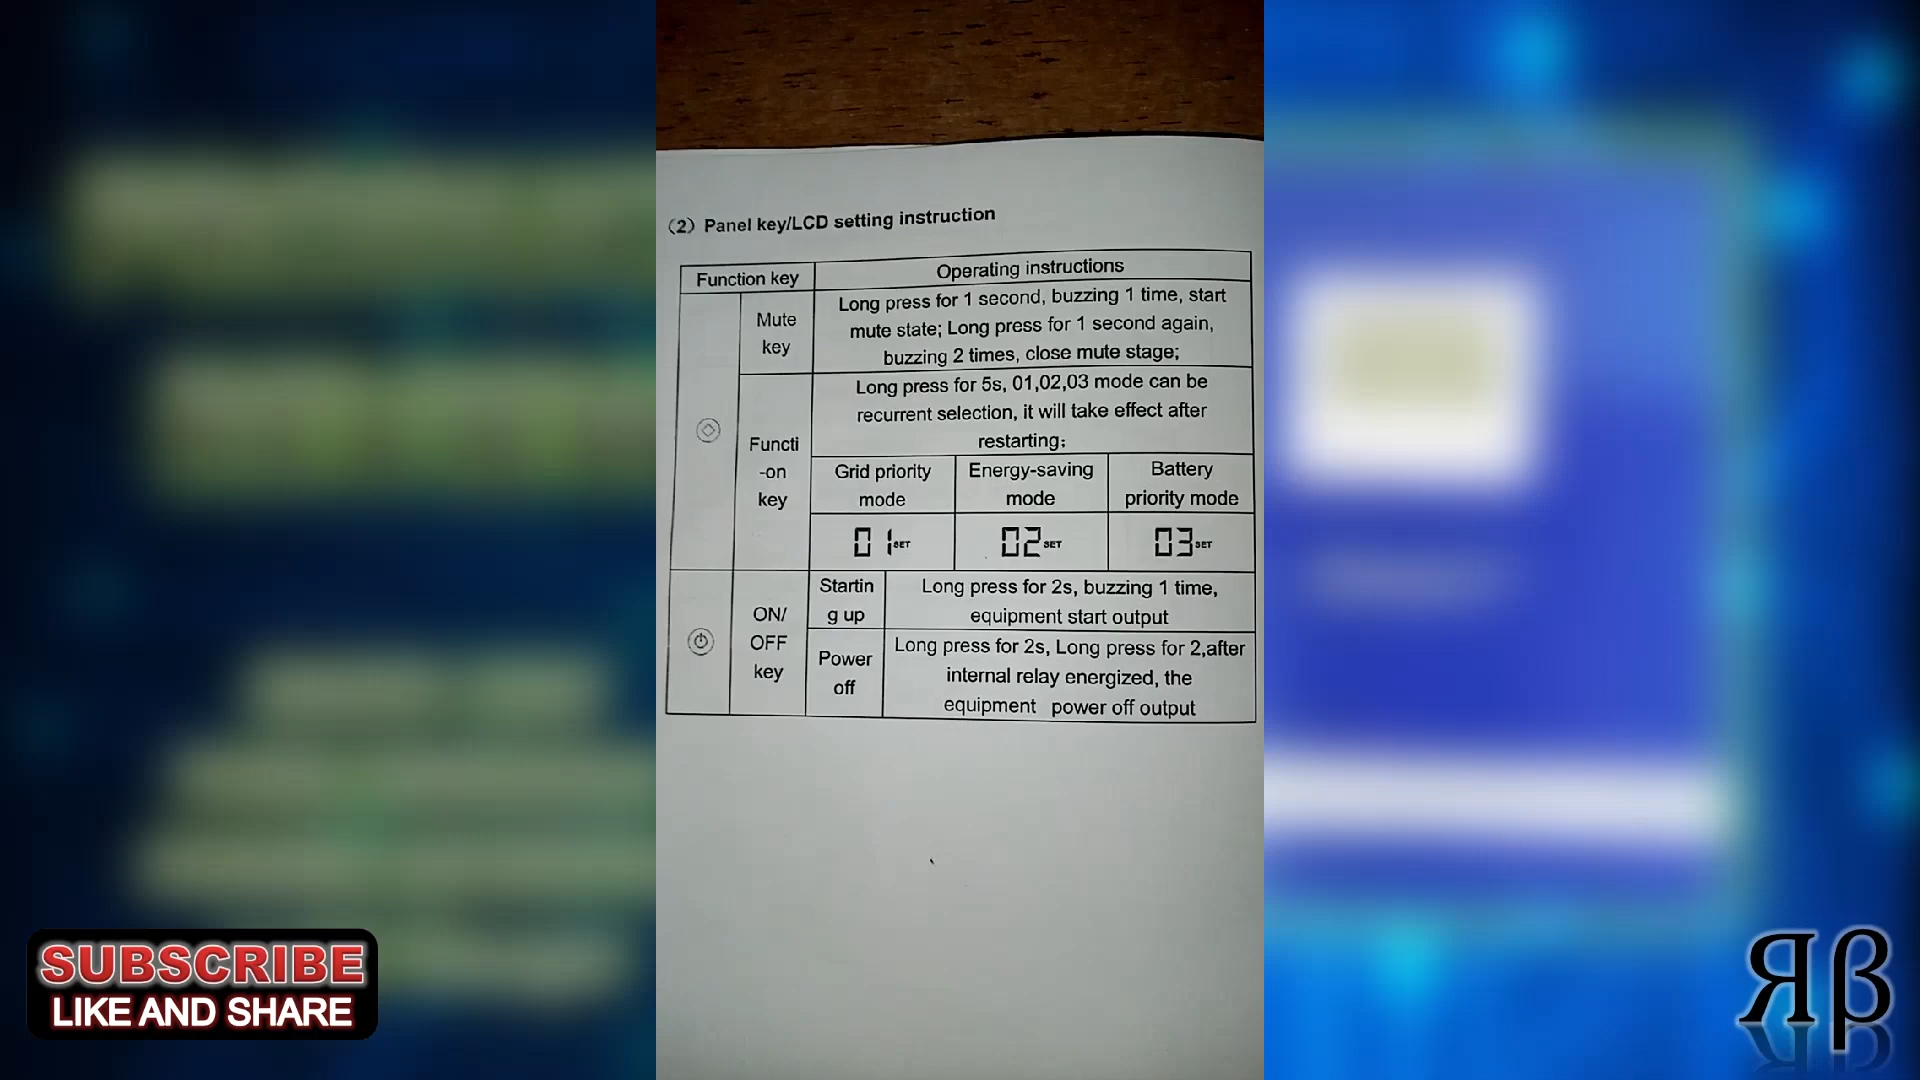 (2) Panel key/LCD setting instruction
Function key
Operating instructions
Mute
key
Long press for 1 second, buzzing 1 time, start
mute state; Long press for 1 second again,
buzzing 2 times, close mute stage;
Functi
-on
key
Long press for 5s, 01,02,03 mode can be
recurrent selection, it will take effect after
restarting;
Grid priority
mode
Energy-saving
mode
Battery
priority mode
01 SET
02 SET
03 SET
ON/
OFF
key
Startin
g up
Long press for 2s, buzzing 1 time,
equipment start output
Power
off
Long press for 2s, Long press for 2,after
internal relay energized, the
equipment power off output
SUBSCRIBE
LIKE AND SHARE
Яβ